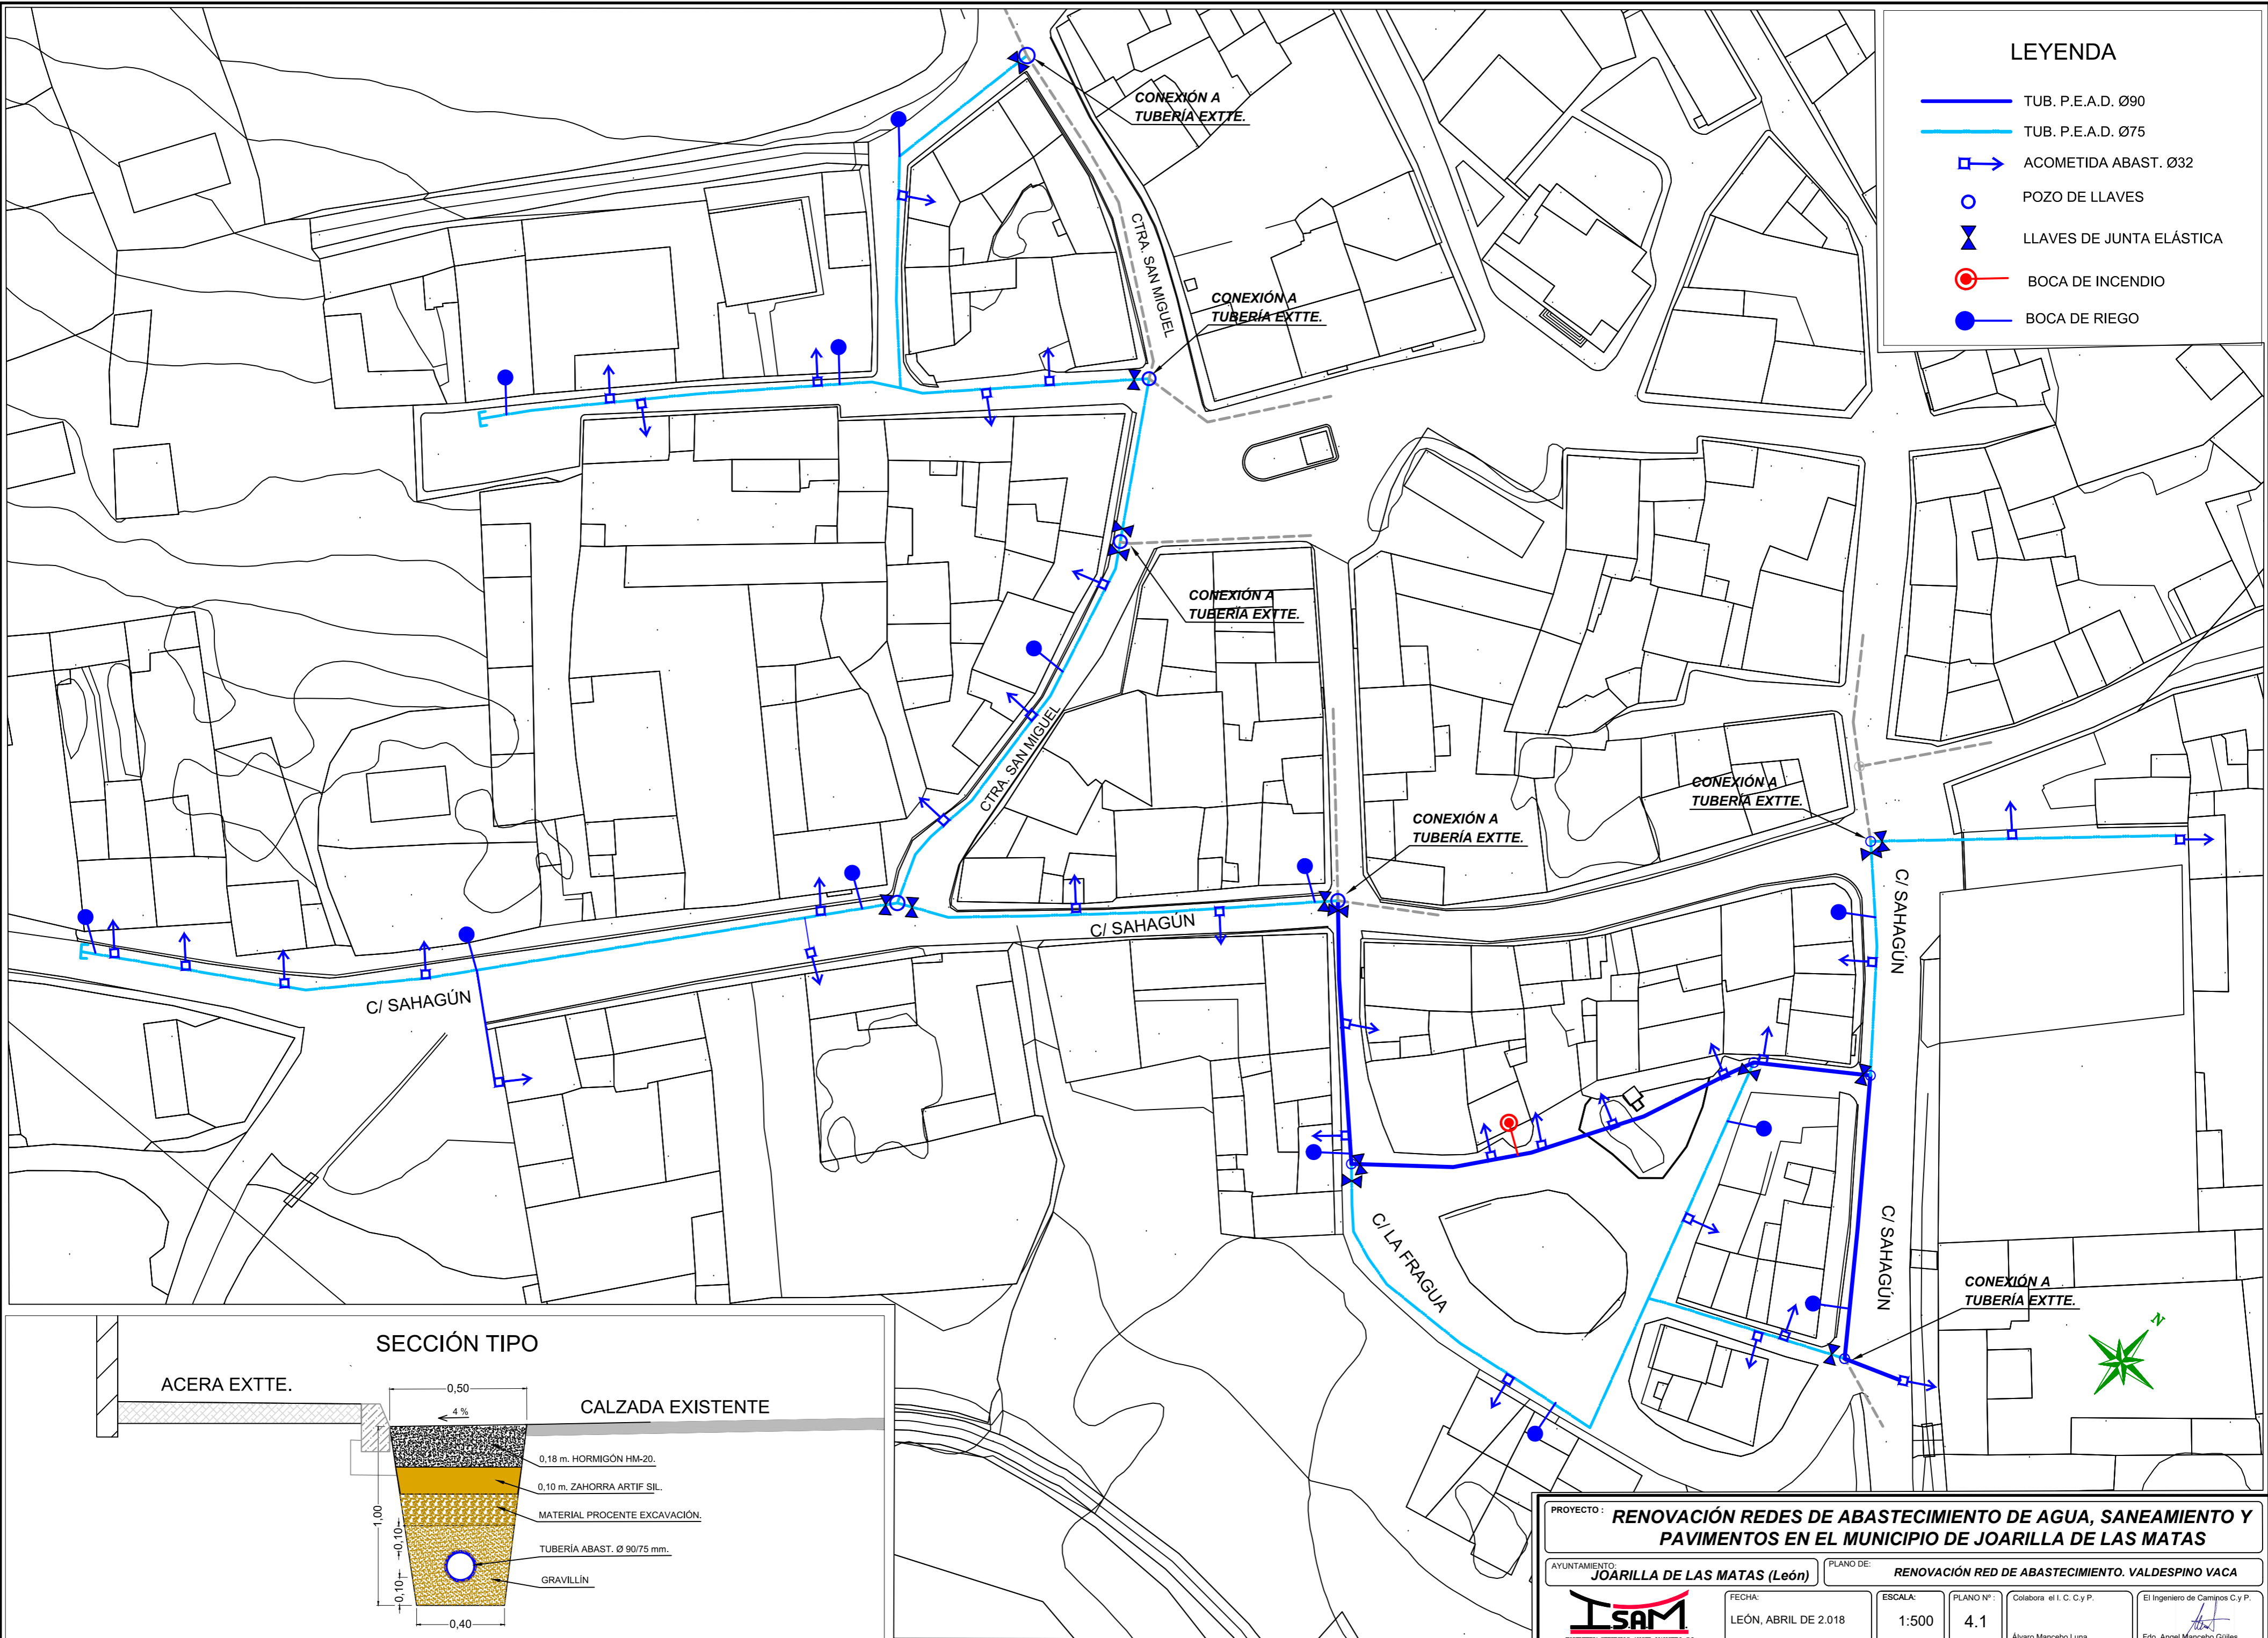 LEYENDA
TUB. P.E.A.D. Ø90
TUB. P.E.A.D. Ø75
ACOMETIDA ABAST. Ø32
POZO DE LLAVES
LLAVES DE JUNTA ELÁSTICA
BOCA DE INCENDIO
BOCA DE RIEGO
CONEXIÓN A
TUBERÍA EXTTE.
CTRA. SAN MIGUEL
CONEXIÓN A
TUBERÍA EXTTE.
CONEXIÓN A
TUBERÍA EXTTE.
CTRA. SAN MIGUEL
CONEXIÓN A
TUBERÍA EXTTE.
CONEXIÓN A
TUBERÍA EXTTE.
C/ SAHAGÚN
C/ SAHAGÚN
C/ SAHAGÚN
C/ LA FRAGUA
C/ SAHAGÚN
CONEXIÓN A
TUBERÍA EXTTE.
N
SECCIÓN TIPO
ACERA EXTTE.
0,50
4 %
CALZADA EXISTENTE
0,18 m. HORMIGÓN HM-20.
0,10 m. ZAHORRA ARTIF SIL.
MATERIAL PROCENTE EXCAVACIÓN.
TUBERÍA ABAST. Ø 90/75 mm.
GRAVILLÍN
1,00
0,10
0,10
0,40
PROYECTO : RENOVACIÓN REDES DE ABASTECIMIENTO DE AGUA, SANEAMIENTO Y
PAVIMENTOS EN EL MUNICIPIO DE JOARILLA DE LAS MATAS
AYUNTAMIENTO:
JOARILLA DE LAS MATAS (León)
PLANO DE:
RENOVACIÓN RED DE ABASTECIMIENTO. VALDESPINO VACA
ISAM
FECHA:
LEÓN, ABRIL DE 2.018
ESCALA:
1:500
PLANO Nº :
4.1
Colabora el I. C. C.y P.
Álvaro Mancebo Luna
El Ingeniero de Caminos C.y P.
Fdo. Angel Mancebo Güiles